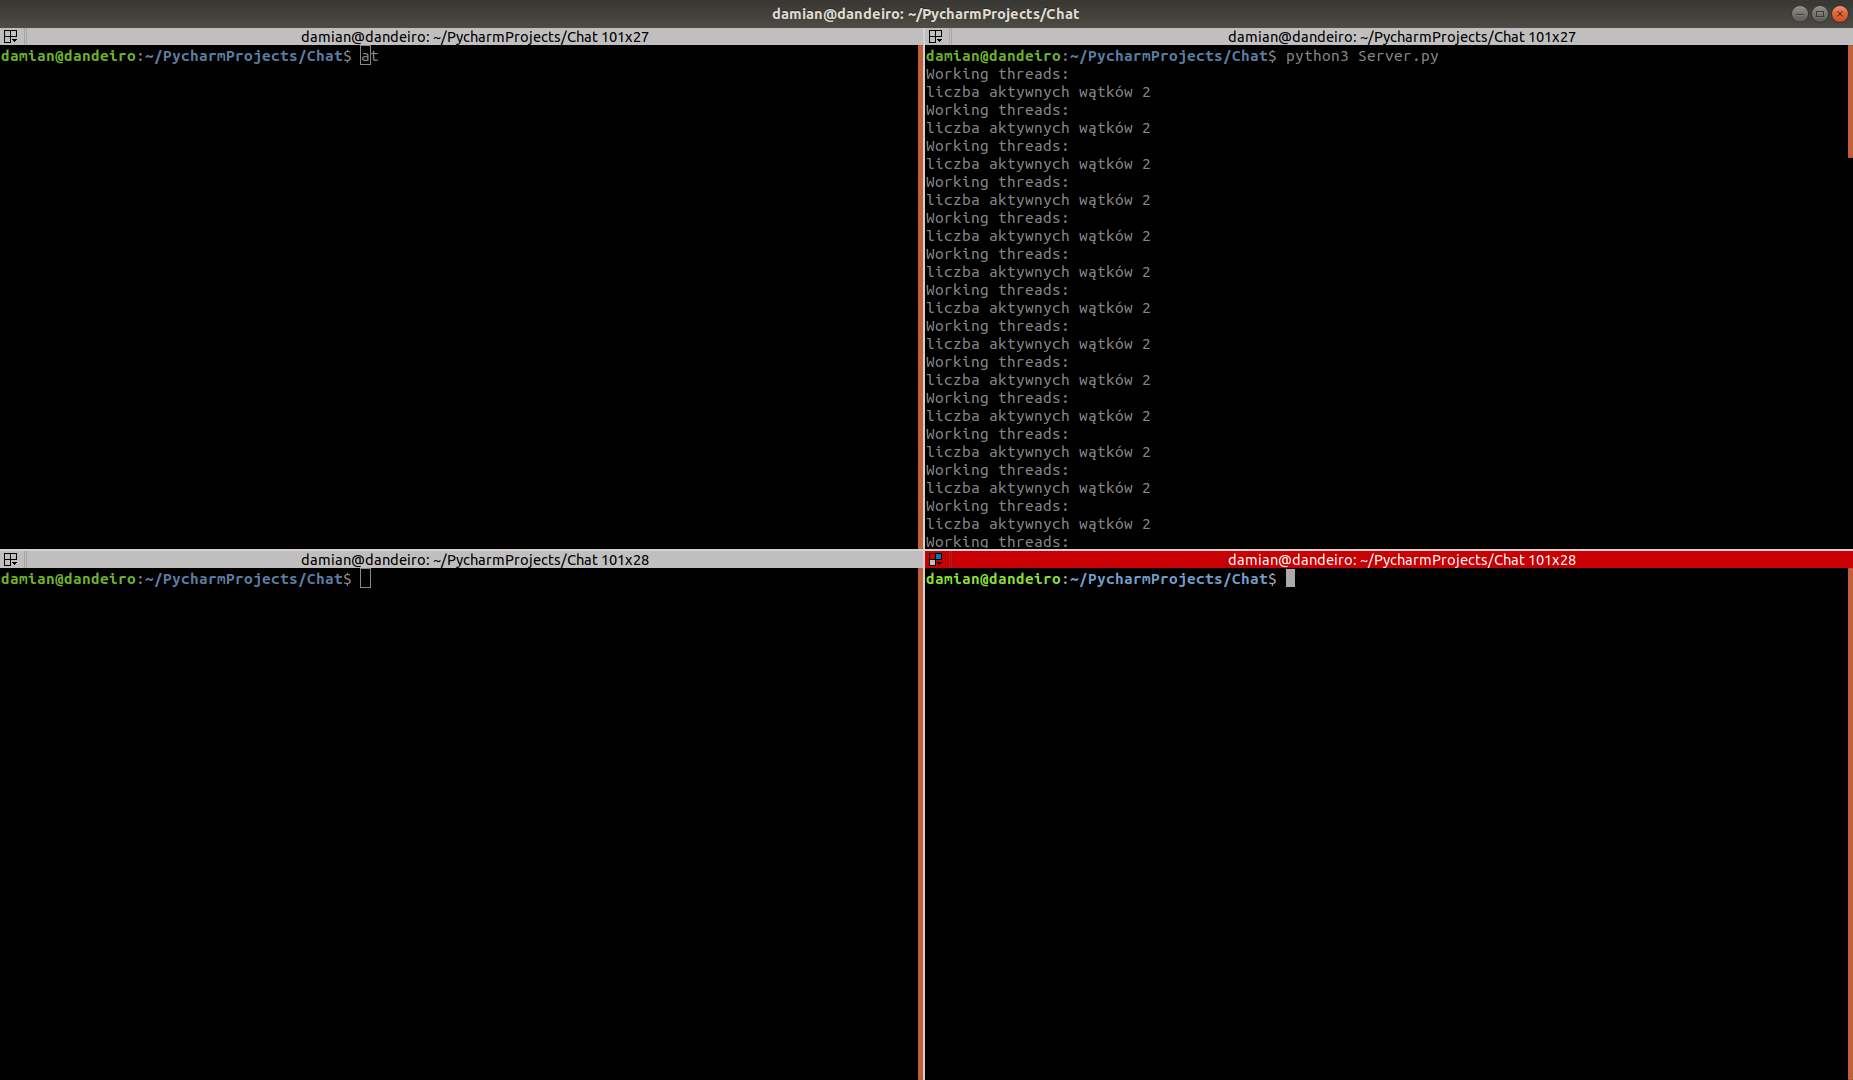 damian@dandeiro: ~/PycharmProjects/Chat
damian@dandeiro: ~/PycharmProjects/Chat 101x27
damian@dandeiro:~/PycharmProjects/Chat$ at
damian@dandeiro: ~/PycharmProjects/Chat 101x27
damian@dandeiro:~/PycharmProjects/Chat$ python3 Server.py
Working threads:
liczba aktywnych wątków 2
Working threads:
liczba aktywnych wątków 2
Working threads:
liczba aktywnych wątków 2
Working threads:
liczba aktywnych wątków 2
Working threads:
liczba aktywnych wątków 2
Working threads:
liczba aktywnych wątków 2
Working threads:
liczba aktywnych wątków 2
Working threads:
liczba aktywnych wątków 2
Working threads:
liczba aktywnych wątków 2
Working threads:
liczba aktywnych wątków 2
Working threads:
liczba aktywnych wątków 2
Working threads:
liczba aktywnych wątków 2
Working threads:
liczba aktywnych wątków 2
Working threads:
damian@dandeiro: ~/PycharmProjects/Chat 101x28
damian@dandeiro:~/PycharmProjects/Chat$
damian@dandeiro: ~/PycharmProjects/Chat 101x28
damian@dandeiro:~/PycharmProjects/Chat$